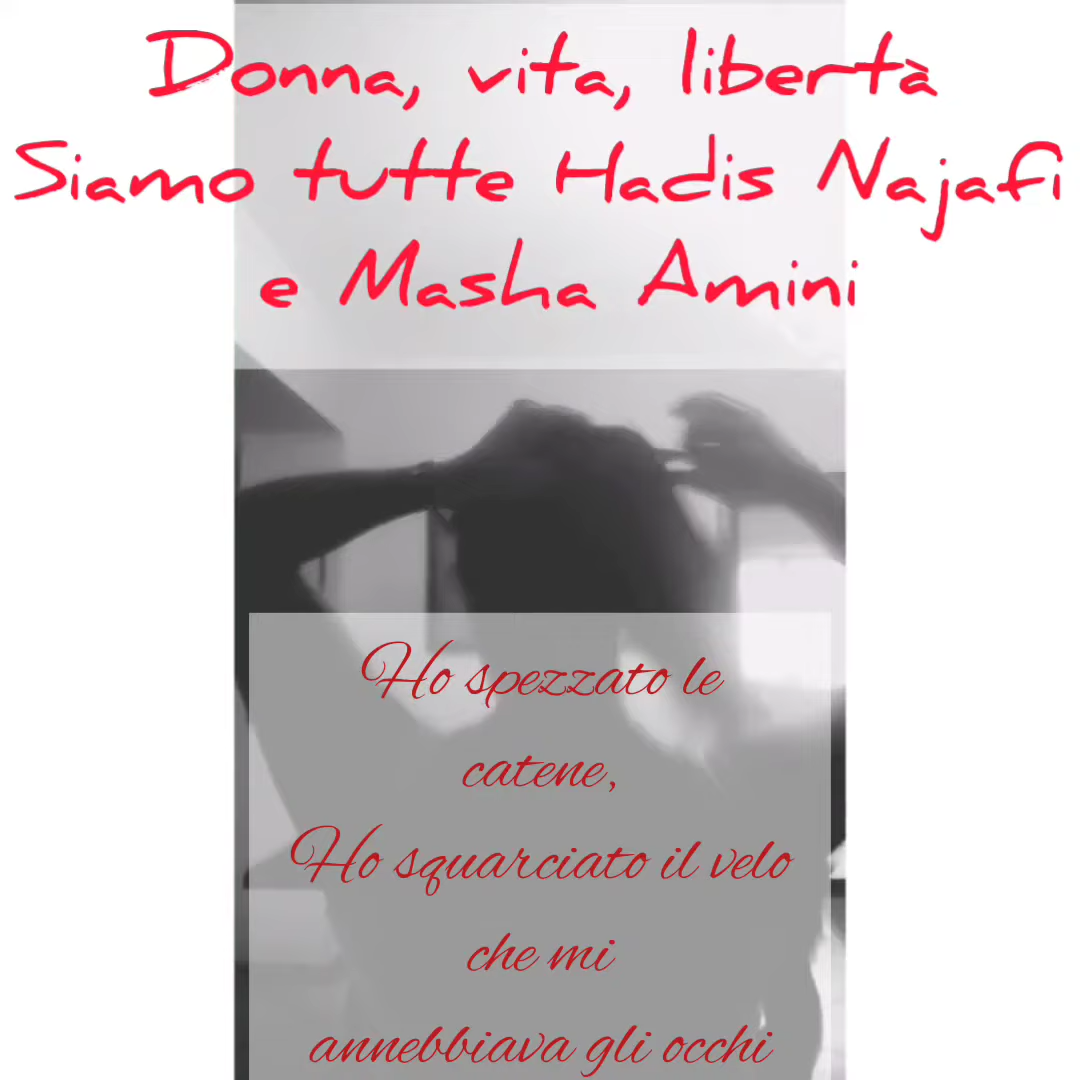 Donna, vita, libertà
Siamo tutte Hadis Najafi
e Masha Amini
Ho spezzato le
catene,
Ho squarciato il velo
che mi
annebbiava gli occhi